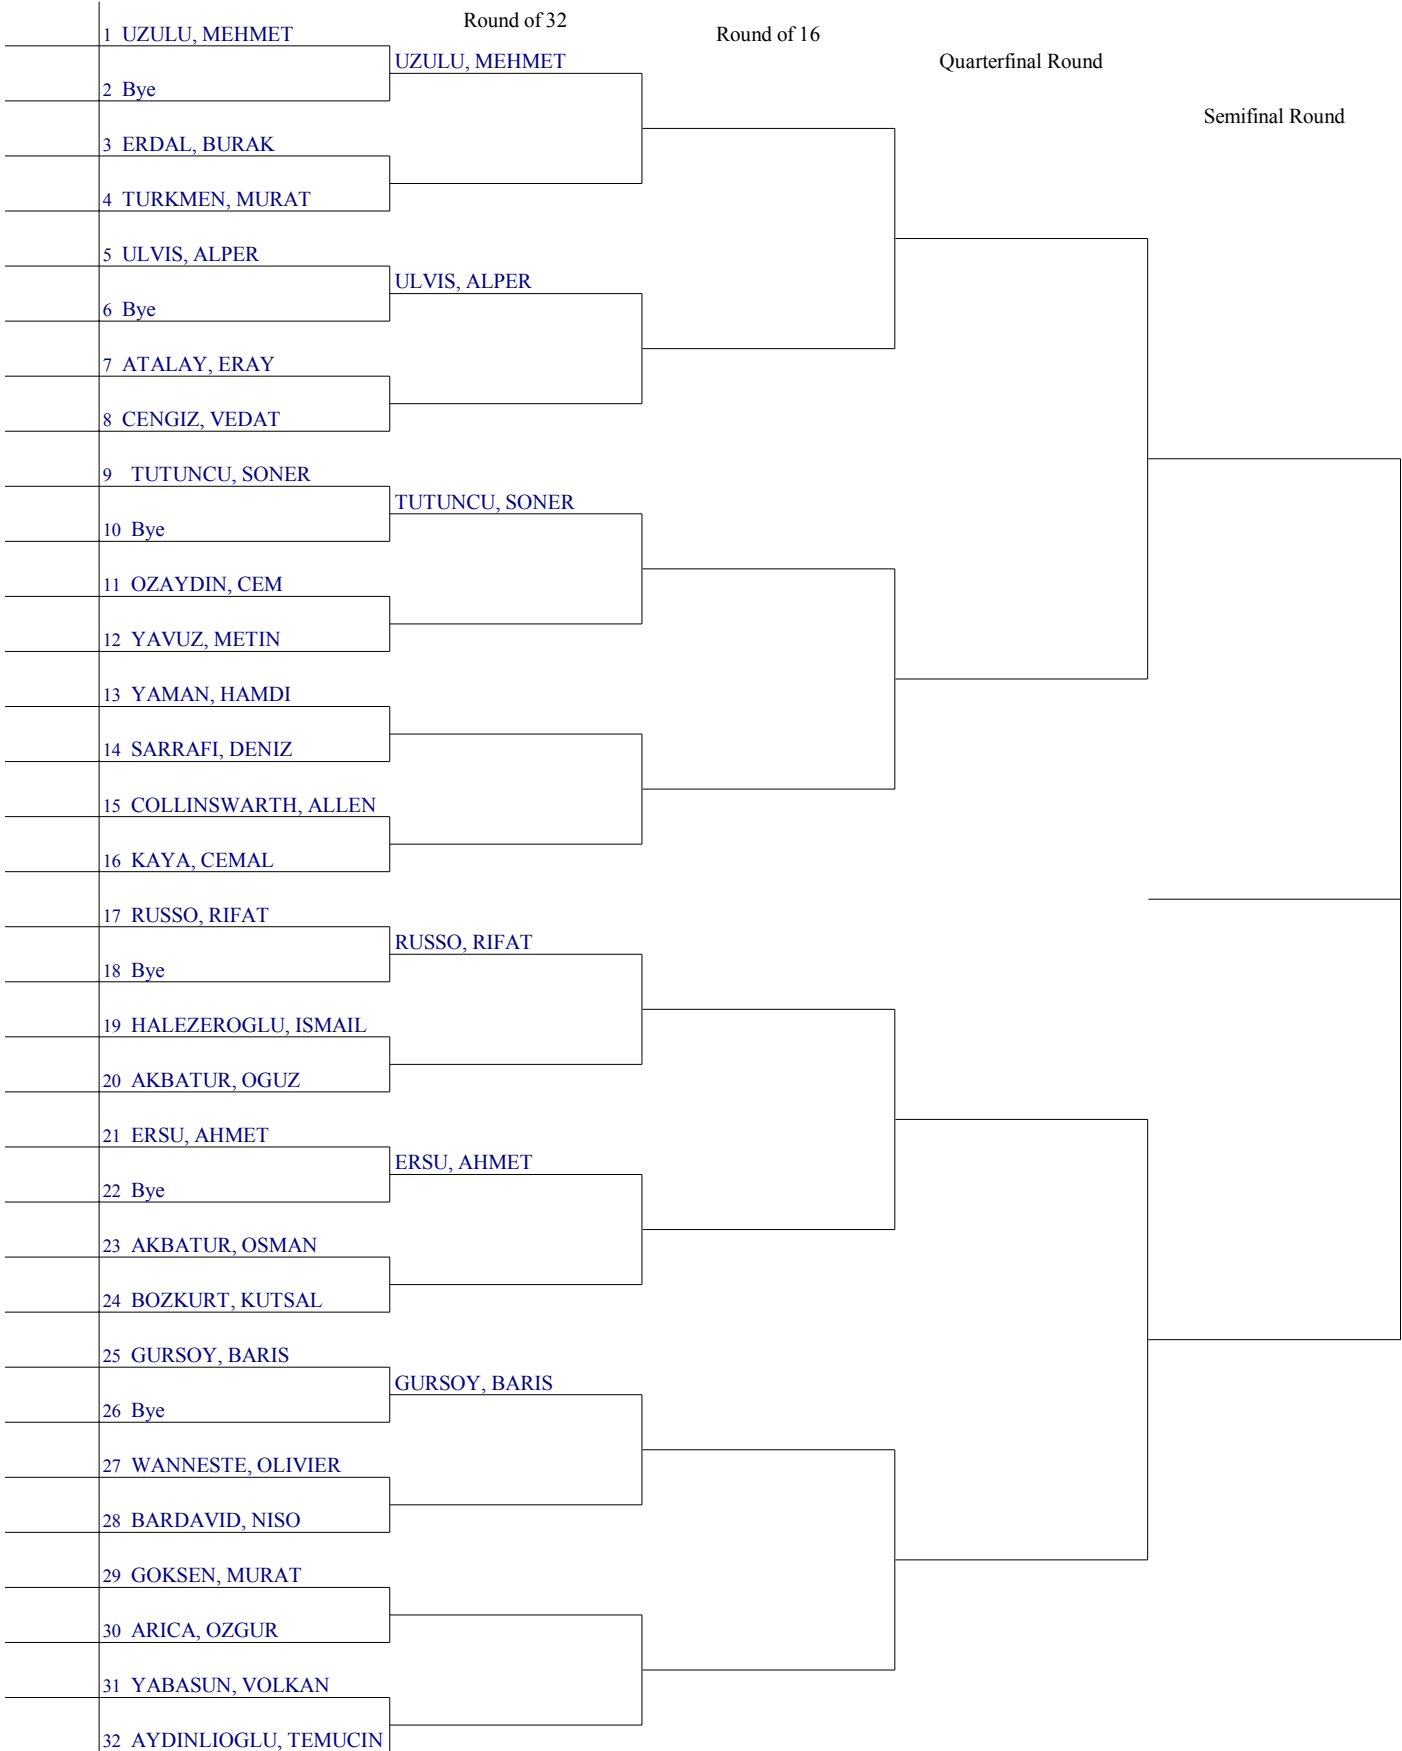 Round of 32
Round of 16
Quarterfinal Round
Semifinal Round
1 UZULU, MEHMET
UZULU, MEHMET
2 Bye
3 ERDAL, BURAK
4 TURKMEN, MURAT
5 ULVIS, ALPER
ULVIS, ALPER
6 Bye
7 ATALAY, ERAY
8 CENGIZ, VEDAT
9 TUTUNCU, SONER
TUTUNCU, SONER
10 Bye
11 OZAYDIN, CEM
12 YAVUZ, METIN
13 YAMAN, HAMDI
14 SARRAFI, DENIZ
15 COLLINSWARTH, ALLEN
16 KAYA, CEMAL
17 RUSSO, RIFAT
RUSSO, RIFAT
18 Bye
19 HALEZEROGLU, ISMAIL
20 AKBATUR, OGUZ
21 ERSU, AHMET
ERSU, AHMET
22 Bye
23 AKBATUR, OSMAN
24 BOZKURT, KUTSAL
25 GURSOY, BARIS
GURSOY, BARIS
26 Bye
27 WANNESTE, OLIVIER
28 BARDAVID, NISO
29 GOKSEN, MURAT
30 ARICA, OZGUR
31 YABASUN, VOLKAN
32 AYDINLIOGLU, TEMUCIN